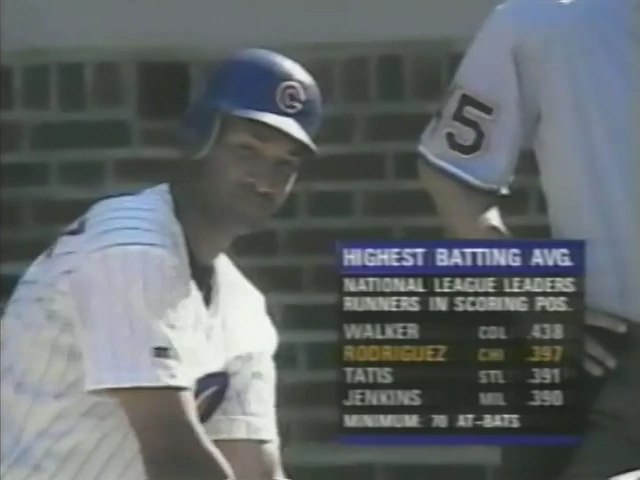 C
5
HIGHEST BATTING AVG.
NATIONAL LEAGUE LEADERS
RUNNERS IN SCORING POS.
WALKER COL .438
RODRIGUEZ CHI .397
TATIS STL .391
JENKINS MIL .390
MINIMUM: 70 AT-BATS